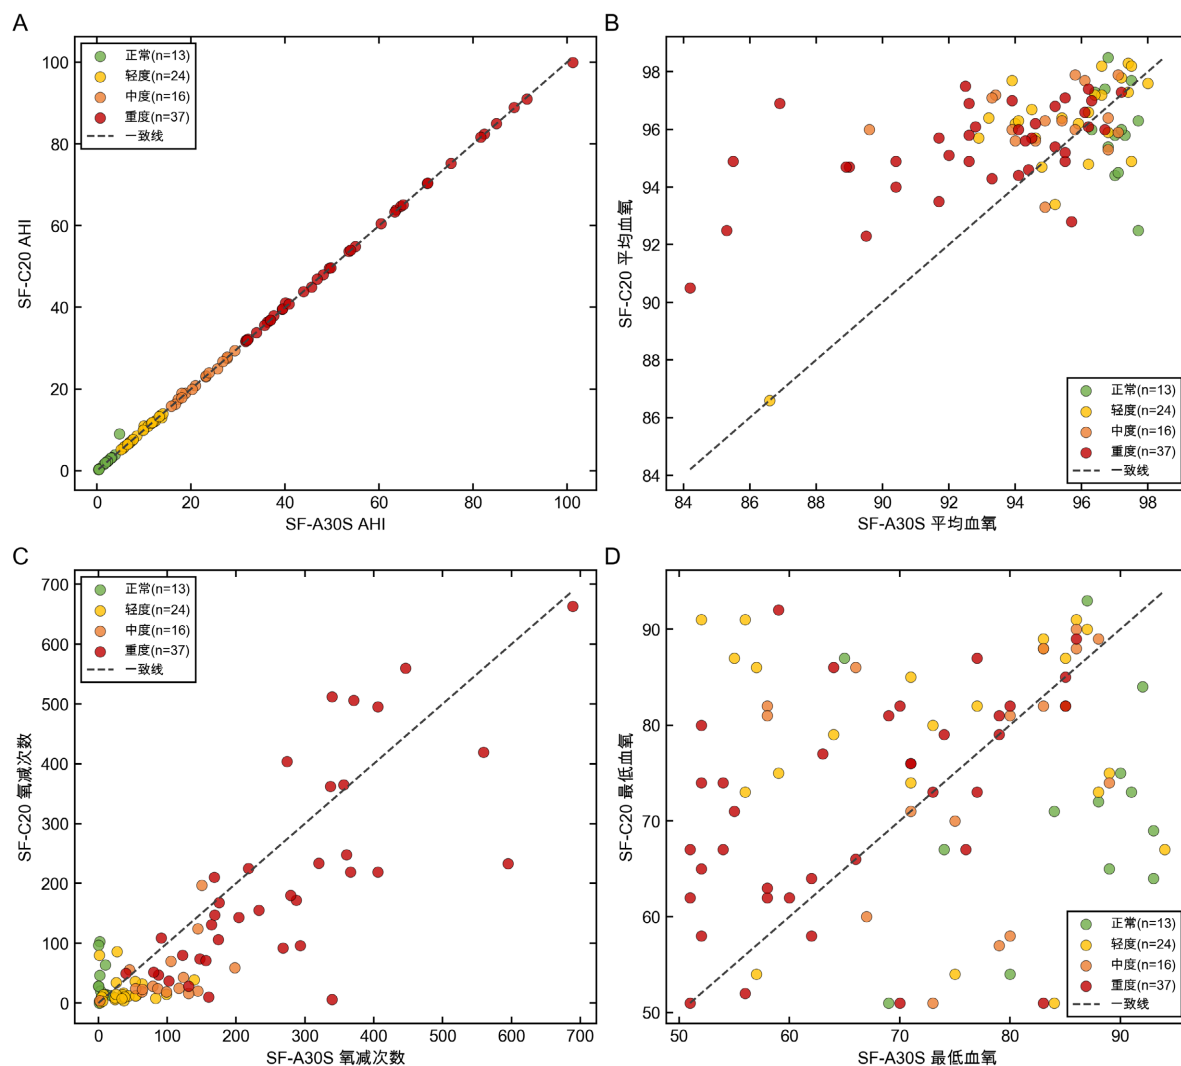 A
正常(n=13)
轻度(n=24)
中度(n=16)
重度(n=37)
一致线
100
80
60
40
20
0
SF-C20 AHI
0 20 40 60 80 100
SF-A30S AHI
B
98
96
94
92
90
88
86
84
SF-C20 平均血氧
正常(n=13)
轻度(n=24)
中度(n=16)
重度(n=37)
一致线
84 86 88 90 92 94 96 98
SF-A30S 平均血氧
C
正常(n=13)
轻度(n=24)
中度(n=16)
重度(n=37)
一致线
700
600
500
400
300
200
100
0
SF-C20 氧减次数
0 100 200 300 400 500 600 700
SF-A30S 氧减次数
D
90
80
70
60
50
SF-C20 最低血氧
正常(n=13)
轻度(n=24)
中度(n=16)
重度(n=37)
一致线
50 60 70 80 90
SF-A30S 最低血氧